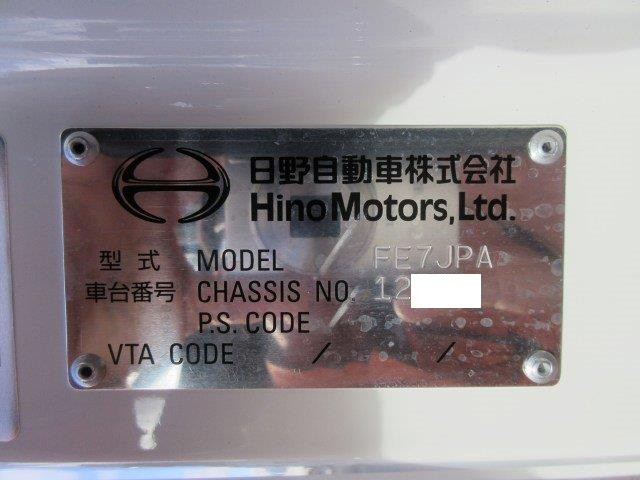 日野自動車株式会社
Hino Motors, Ltd.
型式 MODEL FE7JPA
車台番号 CHASSIS NO. 12
P.S. CODE
VTA CODE / /